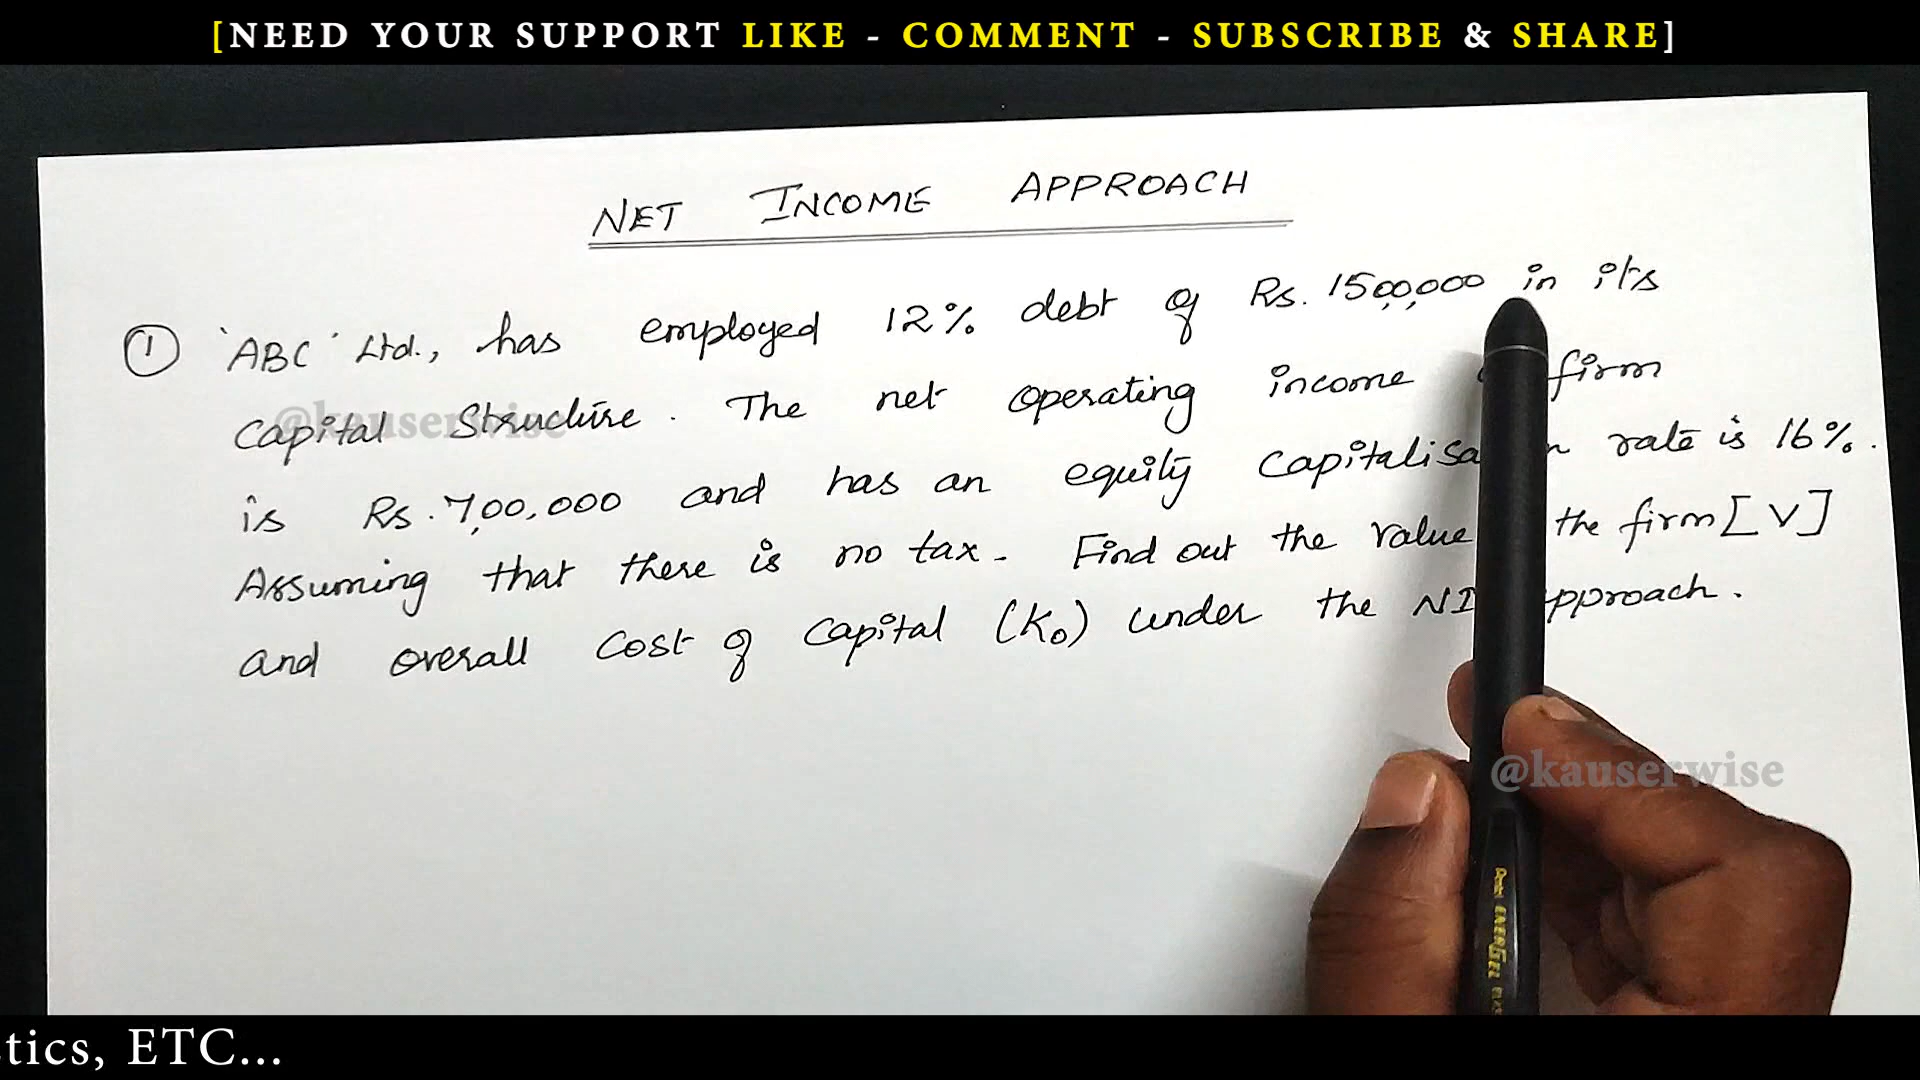 [NEED YOUR SUPPORT LIKE - COMMENT - SUBSCRIBE & SHARE]
NET INCOME APPROACH
① 'ABC' Ltd., has employed 12% debt of Rs. 15,00,000 in its
Capital Structure. The net operating income firm
@kauserwise
is Rs. 7,00,000 and has an equity Capitalisa n rate is 16%.
Assuming that there is no tax. Find out the value the firm [V]
and overall Cost of Capital (K₀) under the NI pproach.
@kauserwise
tics, ETC...